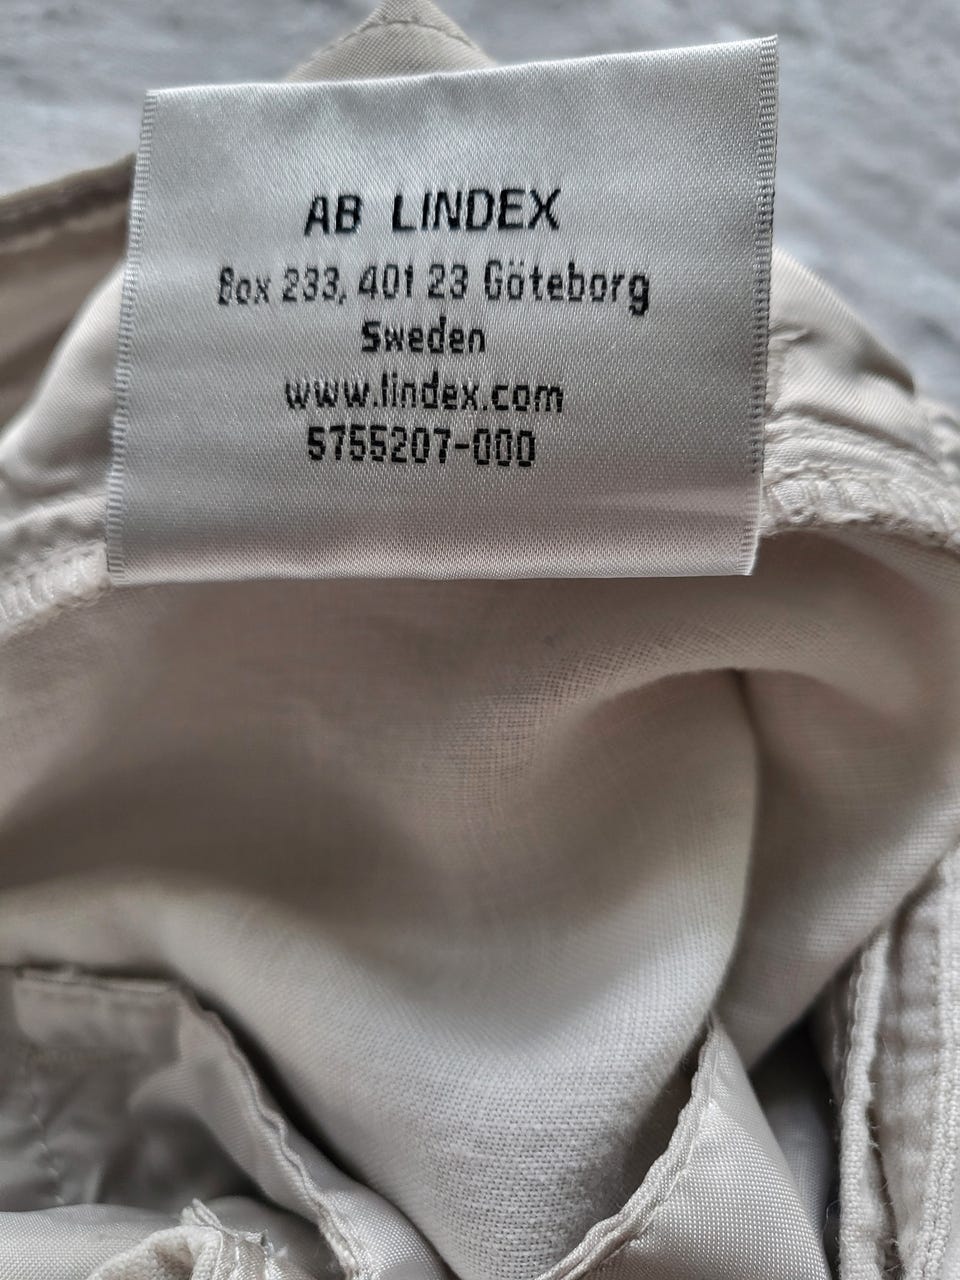 AB LINDEX
Box 233, 401 23 Göteborg
Sweden
www.lindex.com
5755207-000